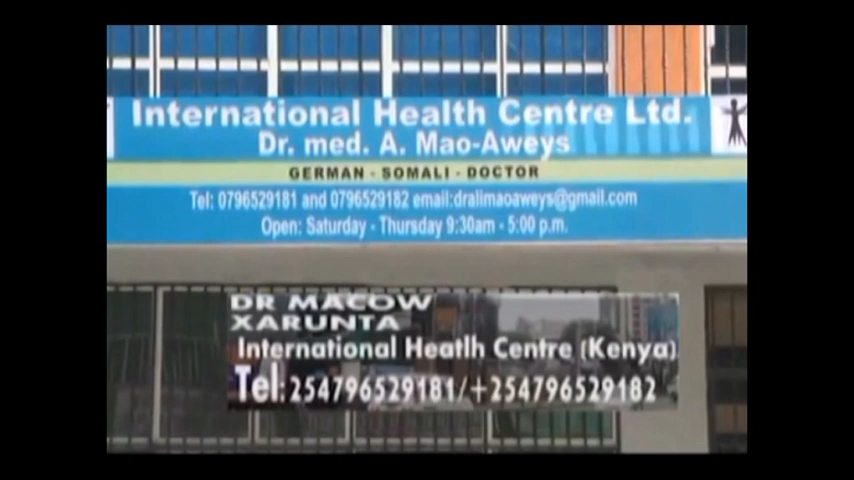 International Health Centre Ltd.
Dr. med. A. Mao-Aweys
GERMAN - SOMALI - DOCTOR
Tel: 0796529181 and 0796529182 email:dralimaoaweys@gmail.com
Open: Saturday - Thursday 9:30am - 5:00 p.m.
DR MACOW
XARUNTA
International Heatlh Centre (Kenya)
Tel:254796529181/+254796529182